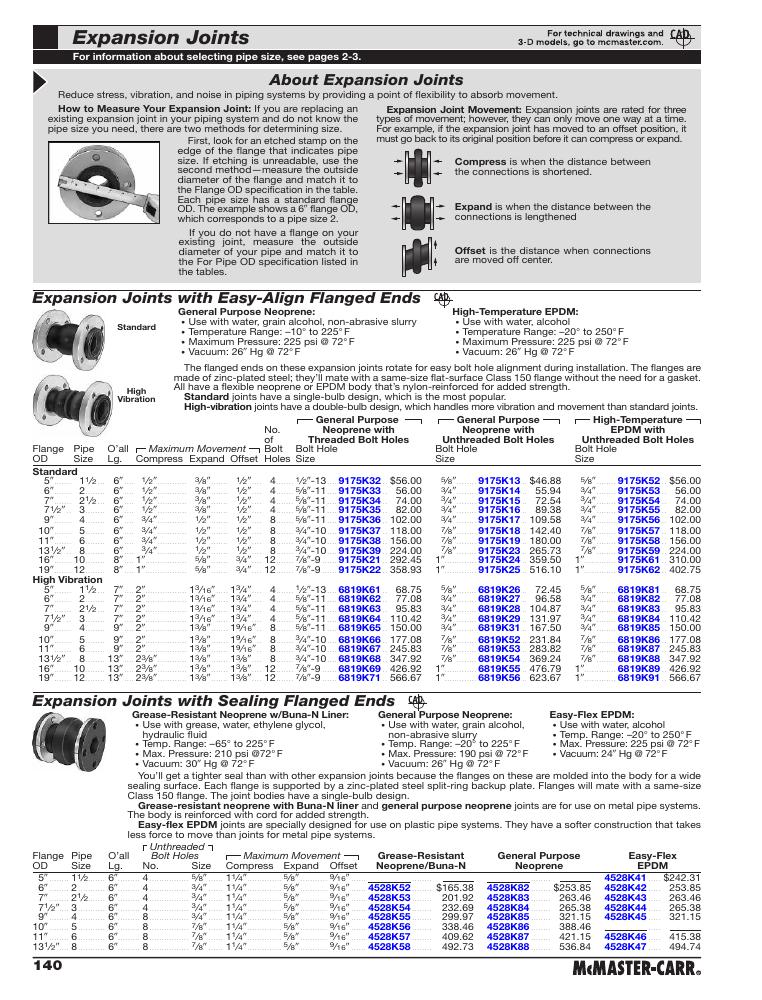 Expansion Joints
For technical drawings and
3-D models, go to mcmaster.com.
CAD
For information about selecting pipe size, see pages 2-3.
About Expansion Joints
Reduce stress, vibration, and noise in piping systems by providing a point of flexibility to absorb movement.
How to Measure Your Expansion Joint: If you are replacing an
existing expansion joint in your piping system and do not know the
pipe size you need, there are two methods for determining size.
First, look for an etched stamp on the
edge of the flange that indicates pipe
size. If etching is unreadable, use the
second method—measure the outside
diameter of the flange and match it to
the Flange OD specification in the table.
Each pipe size has a standard flange
OD. The example shows a 6" flange OD,
which corresponds to a pipe size 2.
If you do not have a flange on your
existing joint, measure the outside
diameter of your pipe and match it to
the For Pipe OD specification listed in
the tables.
Expansion Joint Movement: Expansion joints are rated for three
types of movement; however, they can only move one way at a time.
For example, if the expansion joint has moved to an offset position, it
must go back to its original position before it can compress or expand.
Compress is when the distance between
the connections is shortened.
Expand is when the distance between the
connections is lengthened
Offset is the distance when connections
are moved off center.
Expansion Joints with Easy-Align Flanged Ends
CAD
Standard
High
Vibration
General Purpose Neoprene:
• Use with water, grain alcohol, non-abrasive slurry
• Temperature Range: –10° to 225°F
• Maximum Pressure: 225 psi @ 72°F
• Vacuum: 26" Hg @ 72°F
High-Temperature EPDM:
• Use with water, alcohol
• Temperature Range: –20° to 250°F
• Maximum Pressure: 225 psi @ 72°F
• Vacuum: 26" Hg @ 72°F
The flanged ends on these expansion joints rotate for easy bolt hole alignment during installation. The flanges are
made of zinc-plated steel; they'll mate with a same-size flat-surface Class 150 flange without the need for a gasket.
All have a flexible neoprene or EPDM body that's nylon-reinforced for added strength.
Standard joints have a single-bulb design, which is the most popular.
High-vibration joints have a double-bulb design, which handles more vibration and movement than standard joints.
General Purpose General Purpose High-Temperature
No. Neoprene with Neoprene with EPDM with
of Threaded Bolt Holes Unthreaded Bolt Holes Unthreaded Bolt Holes
Flange Pipe O'all Maximum Movement Bolt Bolt Hole Bolt Hole Bolt Hole
OD Size Lg. Compress Expand Offset Holes Size Size Size
Standard
5" 1½ 6" ½" 3/8" ½" 4 ½"-13 9175K32 $56.00 5/8" 9175K13 $46.88 5/8" 9175K52 $56.00
6" 2 6" ½" 3/8" ½" 4 5/8"-11 9175K33 56.00 3/4" 9175K14 55.94 3/4" 9175K53 56.00
7" 2½ 6" ½" 3/8" ½" 4 5/8"-11 9175K34 74.00 3/4" 9175K15 72.54 3/4" 9175K54 74.00
7½" 3 6" ½" 3/8" ½" 4 5/8"-11 9175K35 82.00 3/4" 9175K16 89.38 3/4" 9175K55 82.00
9" 4 6" 3/4" ½" ½" 8 5/8"-11 9175K36 102.00 3/4" 9175K17 109.58 3/4" 9175K56 102.00
10" 5 6" 3/4" ½" ½" 8 3/4"-10 9175K37 118.00 7/8" 9175K18 142.40 7/8" 9175K57 118.00
11" 6 6" 3/4" ½" ½" 8 3/4"-10 9175K38 156.00 7/8" 9175K19 180.00 7/8" 9175K58 156.00
13½" 8 6" 3/4" ½" ½" 8 3/4"-10 9175K39 224.00 7/8" 9175K23 265.73 7/8" 9175K59 224.00
16" 10 8" 1" 5/8" 3/4" 12 7/8"-9 9175K21 292.45 1" 9175K24 359.50 1" 9175K61 310.00
19" 12 8" 1" 5/8" 3/4" 12 7/8"-9 9175K22 358.93 1" 9175K25 516.10 1" 9175K62 402.75
High Vibration
5" 1½ 7" 2" 13/16" 1¾" 4 ½"-13 6819K61 68.75 5/8" 6819K26 72.45 5/8" 6819K81 68.75
6" 2 7" 2" 13/16" 1¾" 4 5/8"-11 6819K62 77.08 3/4" 6819K27 96.58 3/4" 6819K82 77.08
7" 2½ 7" 2" 13/16" 1¾" 4 5/8"-11 6819K63 95.83 3/4" 6819K28 104.87 3/4" 6819K83 95.83
7½" 3 7" 2" 13/16" 1¾" 4 5/8"-11 6819K64 110.42 3/4" 6819K29 131.97 3/4" 6819K84 110.42
9" 4 9" 2" 13/8" 19/16" 8 5/8"-11 6819K65 150.00 3/4" 6819K31 167.50 3/4" 6819K85 150.00
10" 5 9" 2" 13/8" 19/16" 8 3/4"-10 6819K66 177.08 7/8" 6819K52 231.84 7/8" 6819K86 177.08
11" 6 9" 2" 13/8" 19/16" 8 3/4"-10 6819K67 245.83 7/8" 6819K53 283.82 7/8" 6819K87 245.83
13½" 8 13" 23/8" 13/8" 13/8" 8 3/4"-10 6819K68 347.92 7/8" 6819K54 369.24 7/8" 6819K88 347.92
16" 10 13" 23/8" 13/8" 13/8" 12 7/8"-9 6819K69 426.92 1" 6819K55 476.79 1" 6819K89 426.92
19" 12 13" 23/8" 13/8" 13/8" 12 7/8"-9 6819K71 566.67 1" 6819K56 623.67 1" 6819K91 566.67
Expansion Joints with Sealing Flanged Ends
CAD
Grease-Resistant Neoprene w/Buna-N Liner:
• Use with grease, water, ethylene glycol,
hydraulic fluid
• Temp. Range: –65° to 225°F
• Max. Pressure: 210 psi @72°F
• Vacuum: 30" Hg @ 72°F
General Purpose Neoprene:
• Use with water, grain alcohol,
non-abrasive slurry
• Temp. Range: –20° to 225°F
• Max. Pressure: 190 psi @ 72°F
• Vacuum: 26" Hg @ 72°F
Easy-Flex EPDM:
• Use with water, alcohol
• Temp. Range: –20° to 250°F
• Max. Pressure: 225 psi @ 72°F
• Vacuum: 24" Hg @ 72°F
You'll get a tighter seal than with other expansion joints because the flanges on these are molded into the body for a wide
sealing surface. Each flange is supported by a zinc-plated steel split-ring backup plate. Flanges will mate with a same-size
Class 150 flange. The joint bodies have a single-bulb design.
Grease-resistant neoprene with Buna-N liner and general purpose neoprene joints are for use on metal pipe systems.
The body is reinforced with cord for added strength.
Easy-flex EPDM joints are specially designed for use on plastic pipe systems. They have a softer construction that takes
less force to move than joints for metal pipe systems.
Unthreaded
Flange Pipe O'all Bolt Holes Maximum Movement Grease-Resistant General Purpose Easy-Flex
OD Size Lg. No. Size Compress Expand Offset Neoprene/Buna-N Neoprene EPDM
5" 1½ 6" 4 5/8" 1¼" 5/8" 9/16" 4528K41 $242.31
6" 2 6" 4 3/4" 1¼" 5/8" 9/16" 4528K52 $165.38 4528K82 $253.85 4528K42 253.85
7" 2½ 6" 4 3/4" 1¼" 5/8" 9/16" 4528K53 201.92 4528K83 263.46 4528K43 263.46
7½" 3 6" 4 3/4" 1¼" 5/8" 9/16" 4528K54 232.69 4528K84 265.38 4528K44 265.38
9" 4 6" 8 3/4" 1¼" 5/8" 9/16" 4528K55 299.97 4528K85 321.15 4528K45 321.15
10" 5 6" 8 7/8" 1¼" 5/8" 9/16" 4528K56 338.46 4528K86 388.46
11" 6 6" 8 7/8" 1¼" 5/8" 9/16" 4528K57 409.62 4528K87 421.15 4528K46 415.38
13½" 8 6" 8 7/8" 1¼" 5/8" 9/16" 4528K58 492.73 4528K88 536.84 4528K47 494.74
140
McMASTER-CARR®